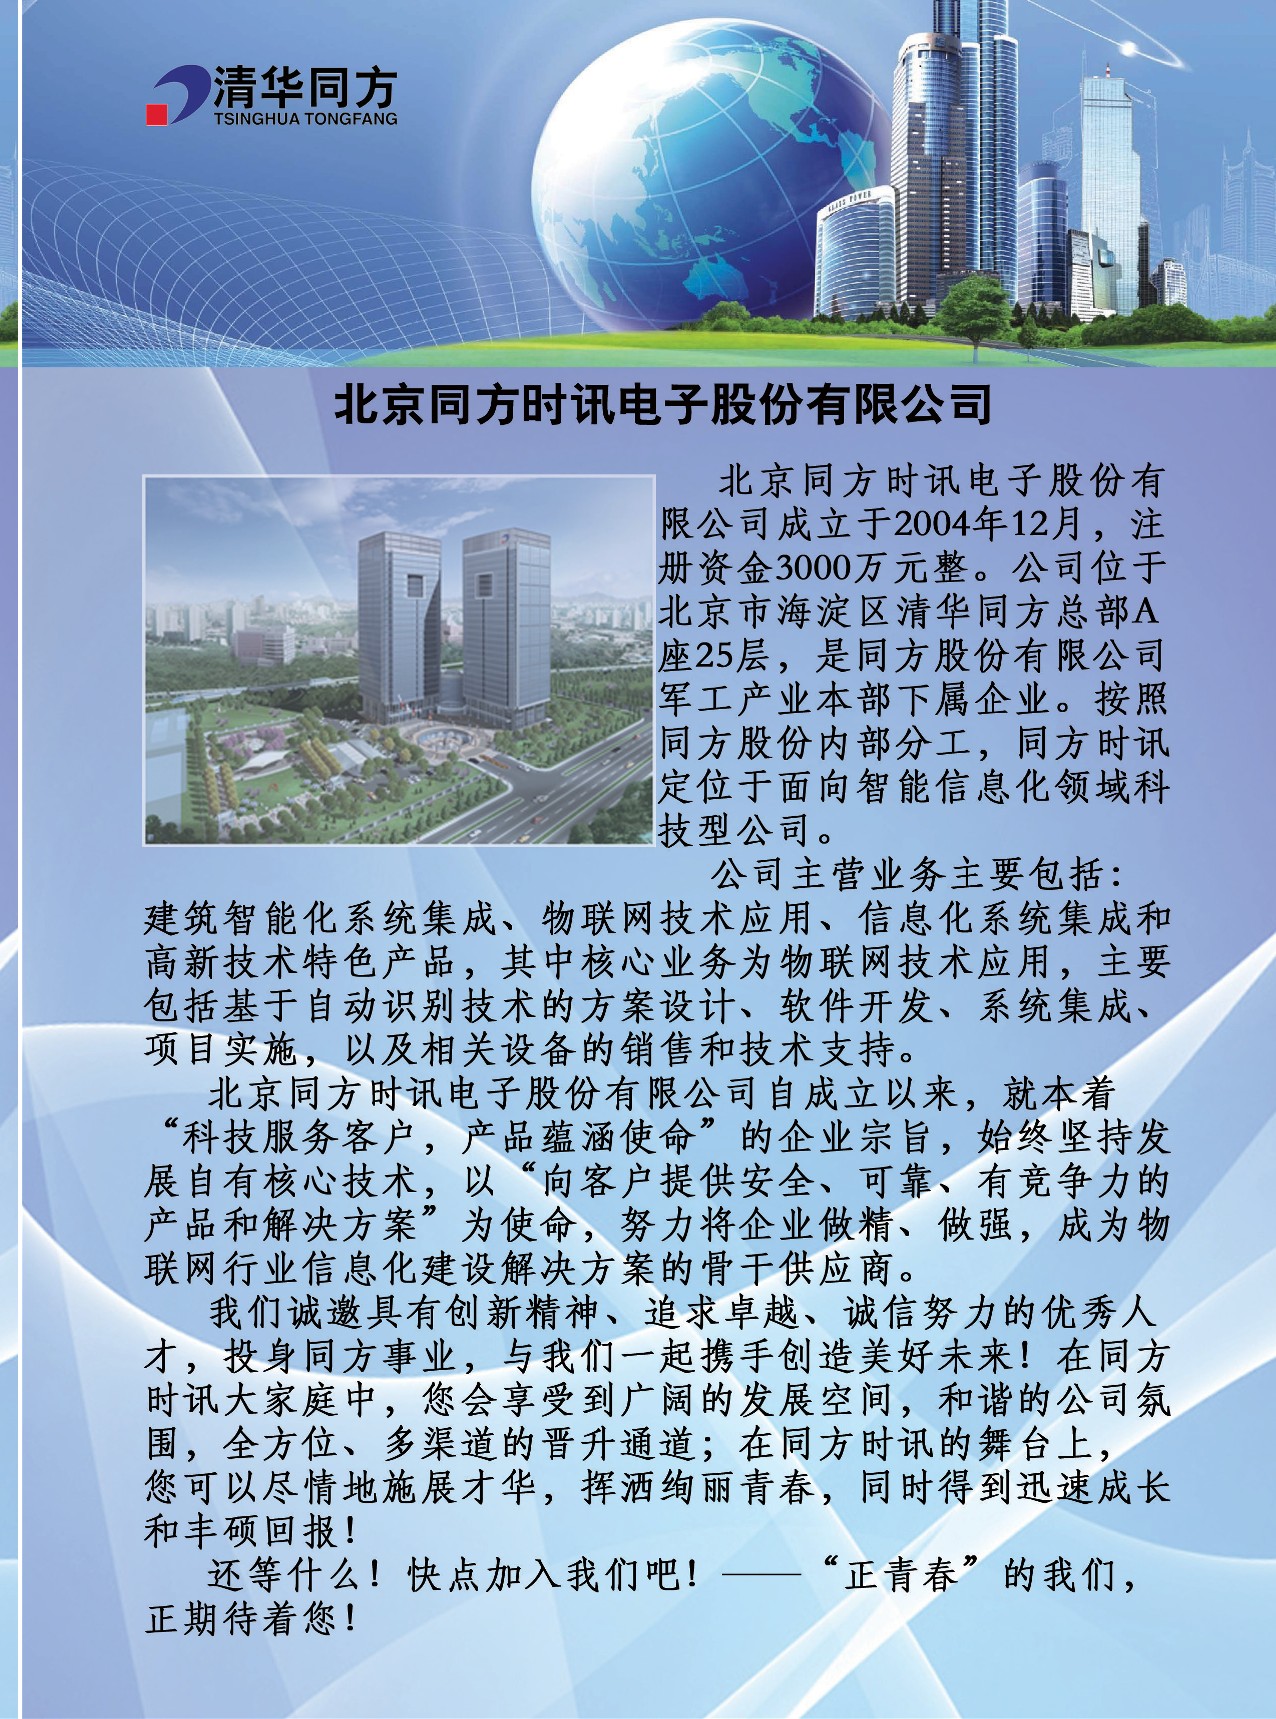 清华同方
TSINGHUA TONGFANG
GLASS TOWER
北京同方时讯电子股份有限公司
北京同方时讯电子股份有
限公司成立于2004年12月，注
册资金3000万元整。公司位于
北京市海淀区清华同方总部A
座25层，是同方股份有限公司
军工产业本部下属企业。按照
同方股份内部分工，同方时讯
定位于面向智能信息化领域科
技型公司。
公司主营业务主要包括：
建筑智能化系统集成、物联网技术应用、信息化系统集成和
高新技术特色产品，其中核心业务为物联网技术应用，主要
包括基于自动识别技术的方案设计、软件开发、系统集成、
项目实施，以及相关设备的销售和技术支持。
北京同方时讯电子股份有限公司自成立以来，就本着
“科技服务客户，产品蕴涵使命”的企业宗旨，始终坚持发
展自有核心技术，以“向客户提供安全、可靠、有竞争力的
产品和解决方案”为使命，努力将企业做精、做强，成为物
联网行业信息化建设解决方案的骨干供应商。
我们诚邀具有创新精神、追求卓越、诚信努力的优秀人
才，投身同方事业，与我们一起携手创造美好未来！在同方
时讯大家庭中，您会享受到广阔的发展空间，和谐的公司氛
围，全方位、多渠道的晋升通道；在同方时讯的舞台上，
您可以尽情地施展才华，挥洒绚丽青春，同时得到迅速成长
和丰硕回报！
还等什么！快点加入我们吧！——“正青春”的我们，
正期待着您！